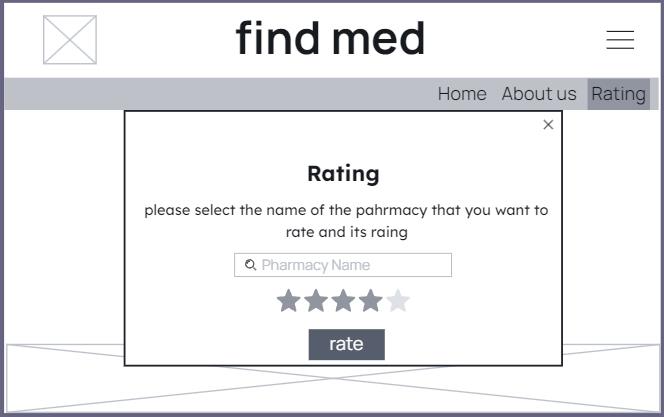 find med
Home About us Rating
Rating
please select the name of the pahrmacy that you want to
rate and its raing
Pharmacy Name
rate